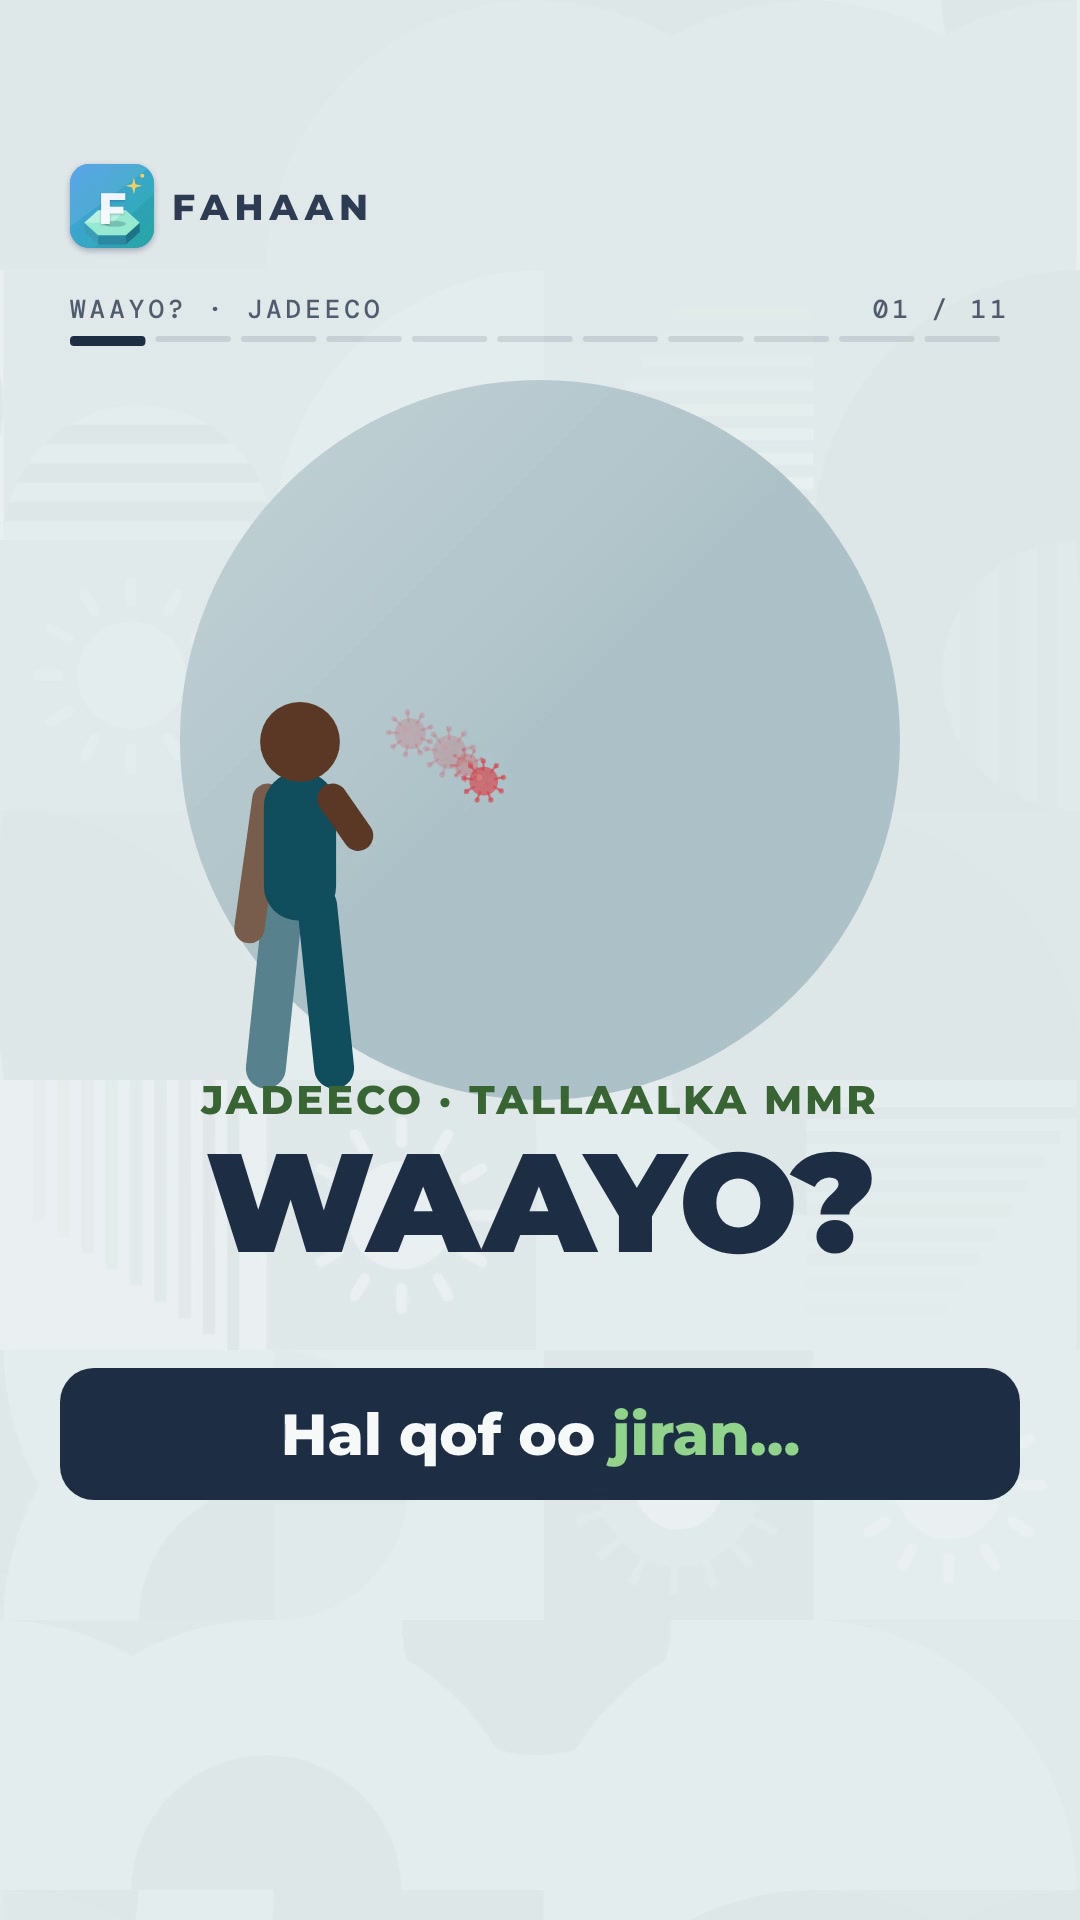 F
FAHAAN
WAAYO? · JADEECO
01 / 11
JADEECO · TALLAALKA MMR
WAAYO?
Hal qof oo jiran...